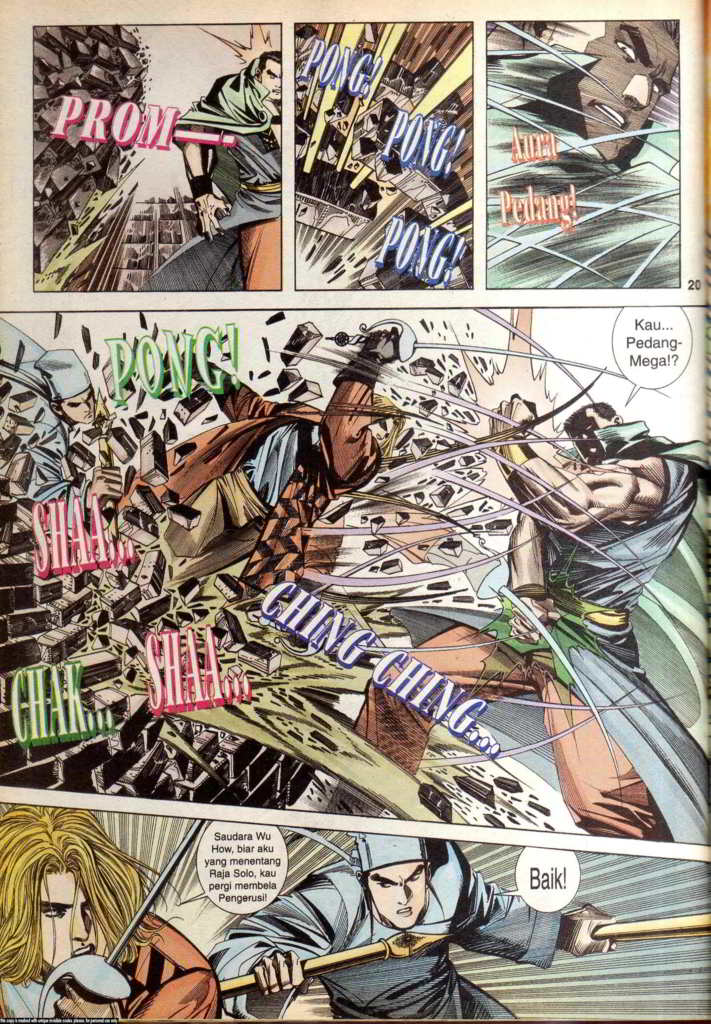 PROM—.
PONG!
PONG!
PONG!
Aura
Pedang!
20
Kau...
Pedang-
Mega!?
PONG!
SHAA...
CHING CHING...
SHAA...
CHAK...
Saudara Wu
How, biar aku
yang menentang
Raja Solo, kau
pergi membela
Pengerusi!
Baik!